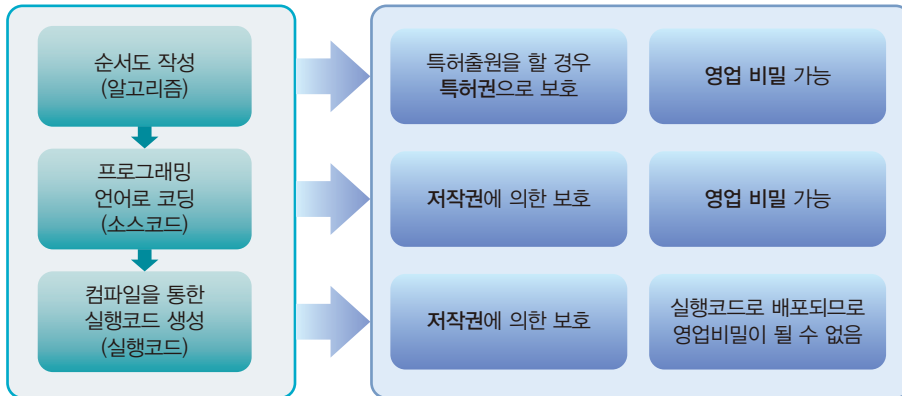 순서도 작성
(알고리즘)
특허출원을 할 경우
특허권으로 보호
영업 비밀 가능
프로그래밍
언어로 코딩
(소스코드)
저작권에 의한 보호
영업 비밀 가능
컴파일을 통한
실행코드 생성
(실행코드)
저작권에 의한 보호
실행코드로 배포되므로
영업비밀이 될 수 없음